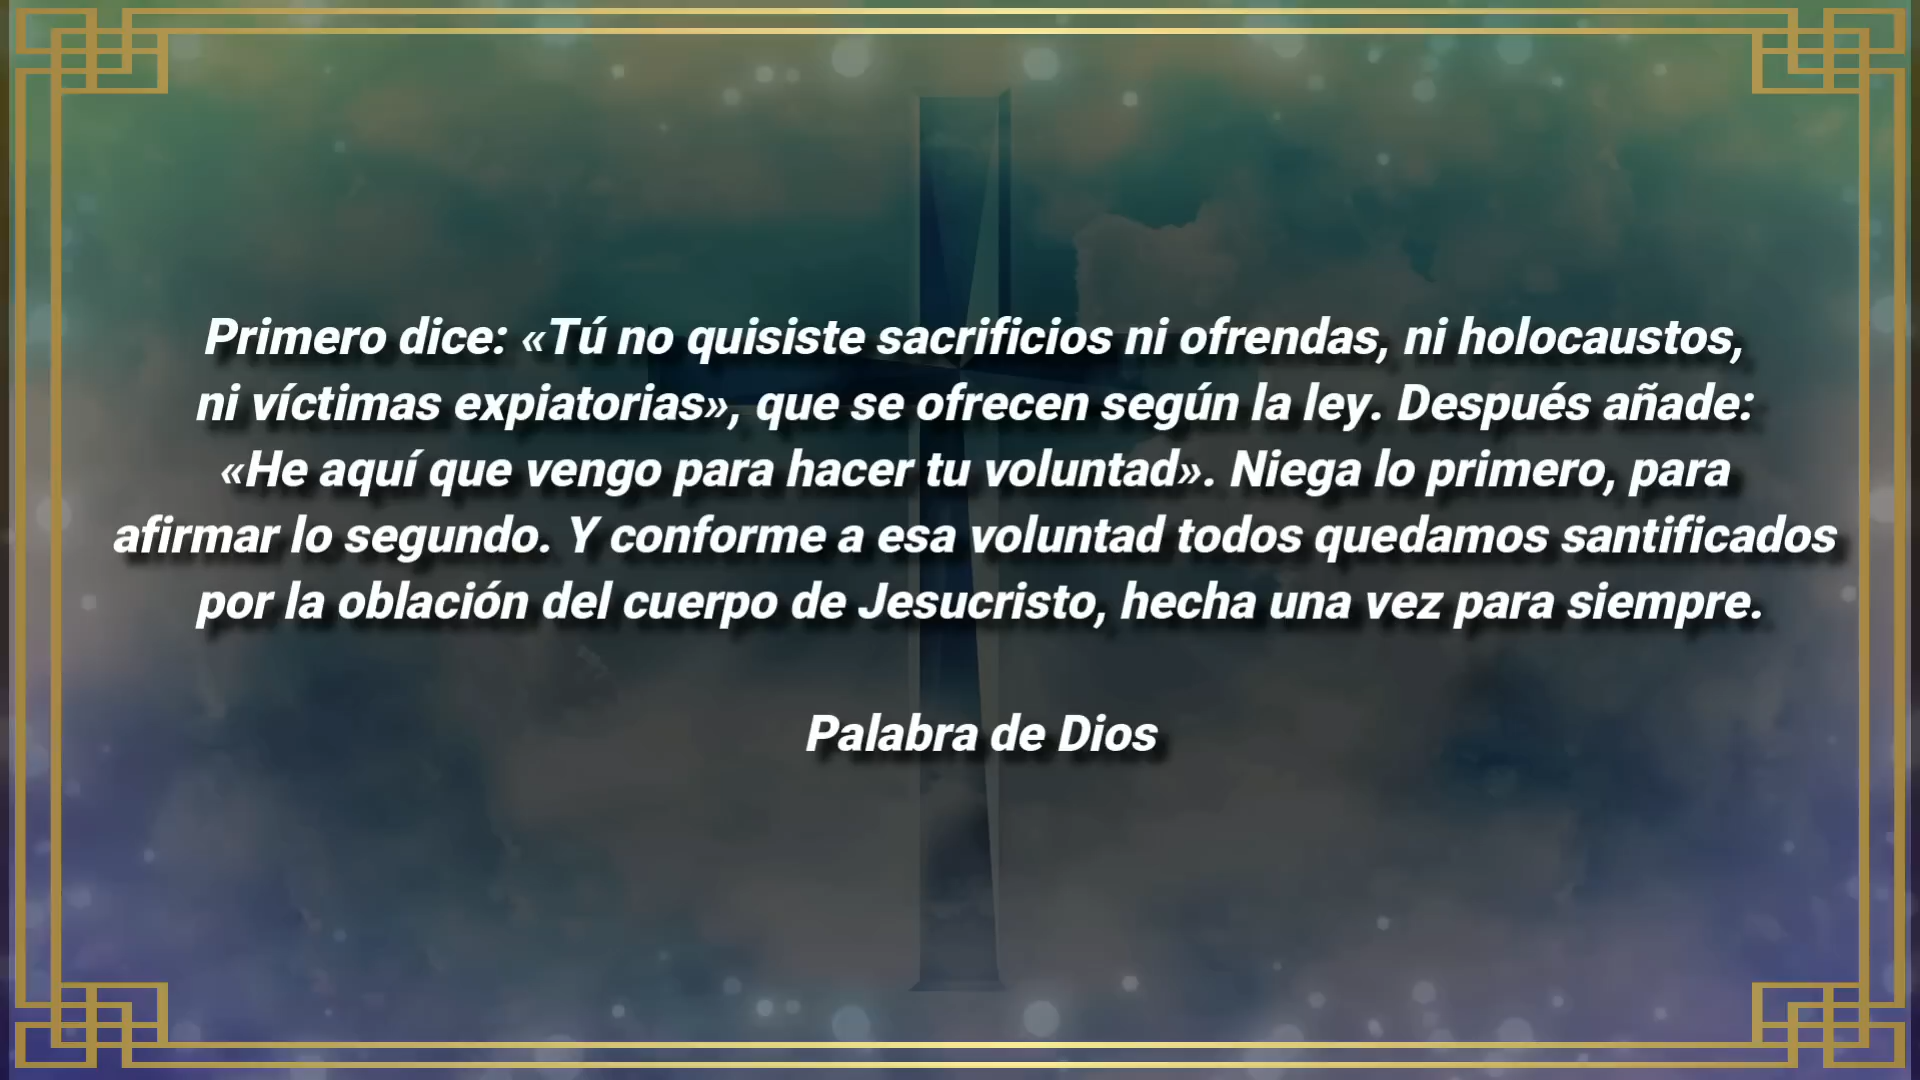 Primero dice: «Tú no quisiste sacrificios ni ofrendas, ni holocaustos,
ni víctimas expiatorias», que se ofrecen según la ley. Después añade:
«He aquí que vengo para hacer tu voluntad». Niega lo primero, para
afirmar lo segundo. Y conforme a esa voluntad todos quedamos santificados
por la oblación del cuerpo de Jesucristo, hecha una vez para siempre.
Palabra de Dios